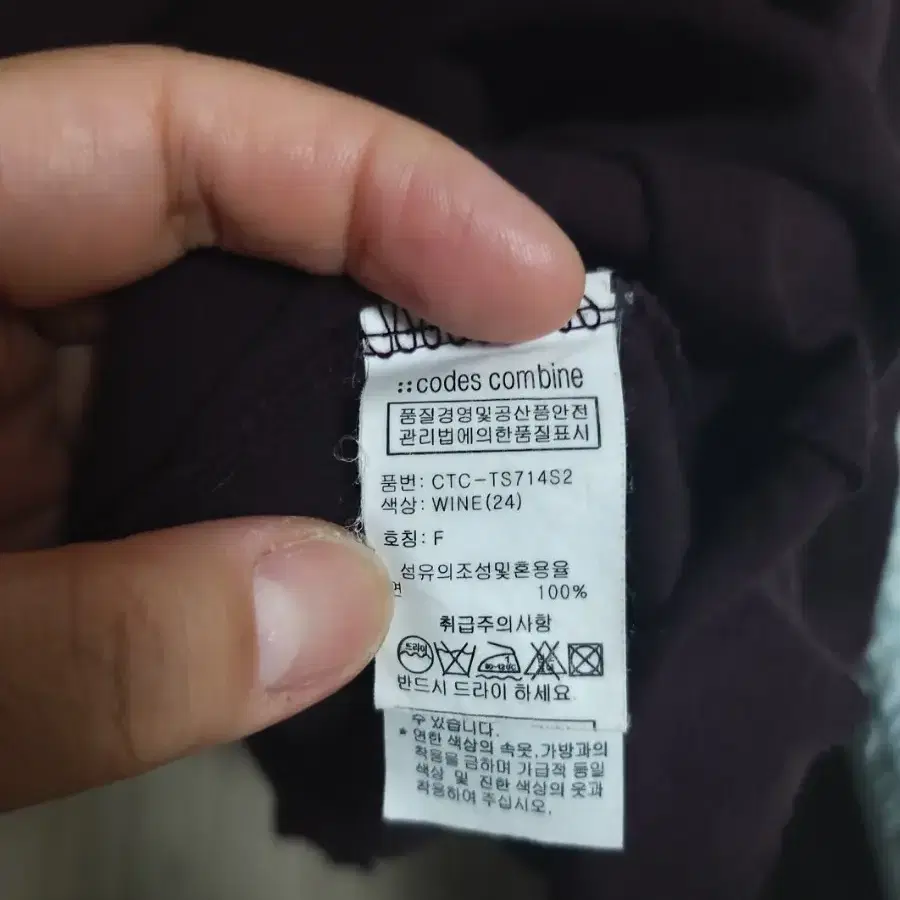 ::codes combine
품질경영및공산품안전
관리법에의한품질표시
품번: CTC-TS714S2
색상: WINE(24)
호칭: F
섬유의조성및혼용율
면 100%
취급주의사항
드라이
반드시 드라이 하세요
수 있습니다.
* 연한 색상의 속옷,가방과의
착용을 금하며 가급적 동일
색상 및 진한 색상의 옷과
착용하여 주십시오.